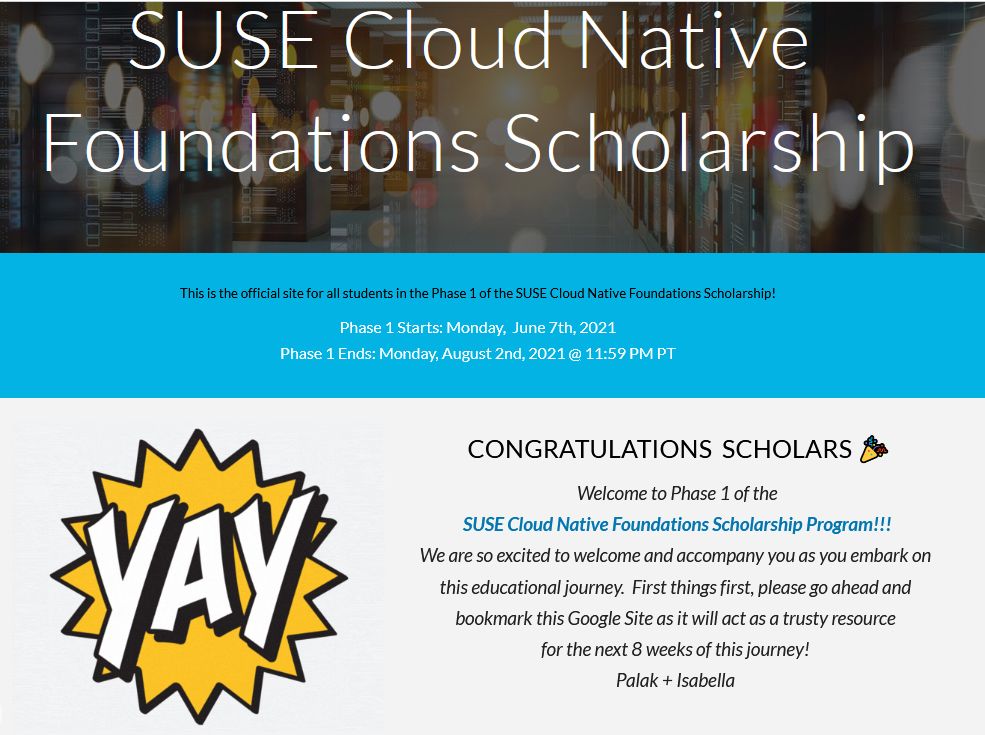 SUSE Cloud Native
Foundations Scholarship
This is the official site for all students in the Phase 1 of the SUSE Cloud Native Foundations Scholarship!
Phase 1 Starts: Monday, June 7th, 2021
Phase 1 Ends: Monday, August 2nd, 2021 @ 11:59 PM PT
YAY
CONGRATULATIONS SCHOLARS 🎉
Welcome to Phase 1 of the
SUSE Cloud Native Foundations Scholarship Program!!!
We are so excited to welcome and accompany you as you embark on
this educational journey. First things first, please go ahead and
bookmark this Google Site as it will act as a trusty resource
for the next 8 weeks of this journey!
Palak + Isabella